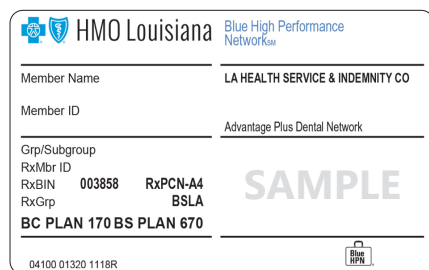 HMO Louisiana
Blue High Performance
Network℠
Member Name
LA HEALTH SERVICE & INDEMNITY CO
Member ID
Advantage Plus Dental Network
Grp/Subgroup
RxMbr ID
RxBIN 003858 RxPCN-A4
RxGrp BSLA
BC PLAN 170 BS PLAN 670
SAMPLE
04100 01320 1118R
Blue
HPN